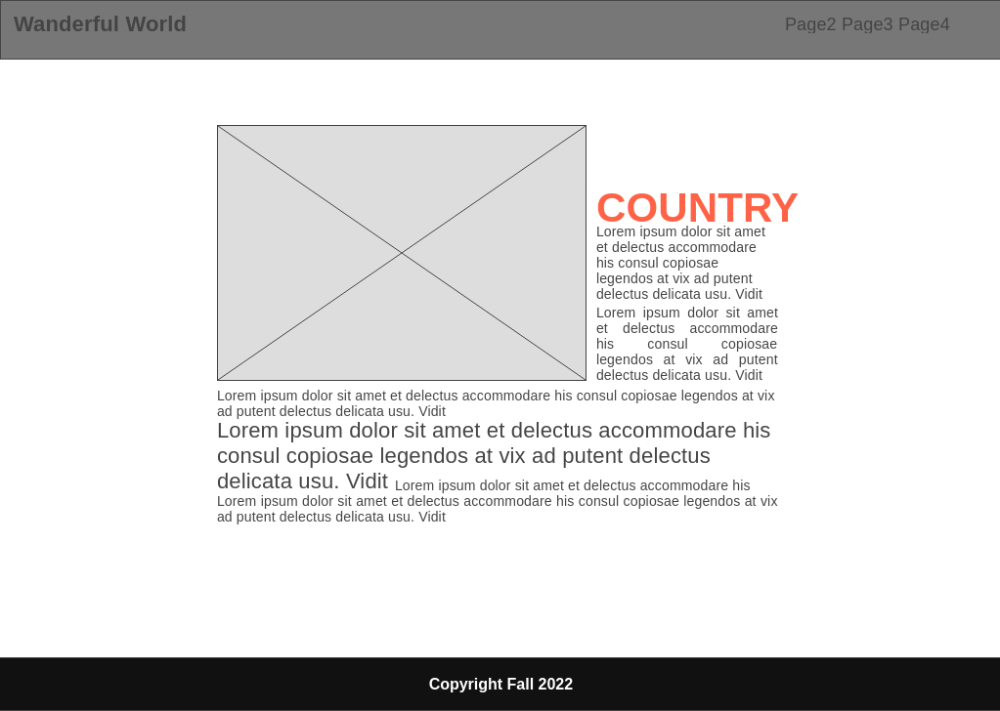 Wanderful World
Page2 Page3 Page4
COUNTRY
Lorem ipsum dolor sit amet
et delectus accommodare
his consul copiosae
legendos at vix ad putent
delectus delicata usu. Vidit
Lorem ipsum dolor sit amet
et delectus accommodare
his consul copiosae
legendos at vix ad putent
delectus delicata usu. Vidit
Lorem ipsum dolor sit amet et delectus accommodare his consul copiosae legendos at vix
ad putent delectus delicata usu. Vidit
Lorem ipsum dolor sit amet et delectus accommodare his
consul copiosae legendos at vix ad putent delectus
delicata usu. Vidit Lorem ipsum dolor sit amet et delectus accommodare his
Lorem ipsum dolor sit amet et delectus accommodare his consul copiosae legendos at vix
ad putent delectus delicata usu. Vidit
Copyright Fall 2022